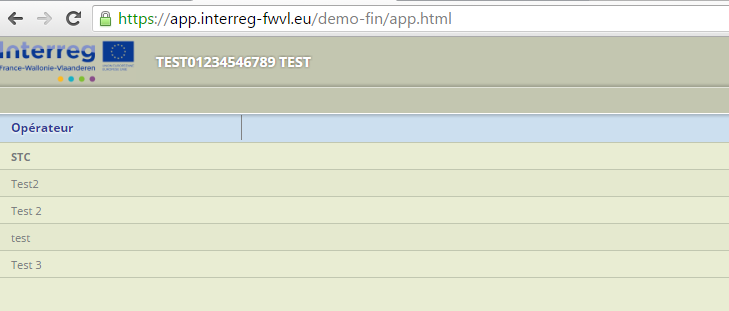 https://app.interreg-fwvl.eu/demo-fin/app.html
Interreg
France-Wallonie-Vlaanderen
TEST01234546789 TEST
Opérateur
STC
Test2
Test 2
test
Test 3